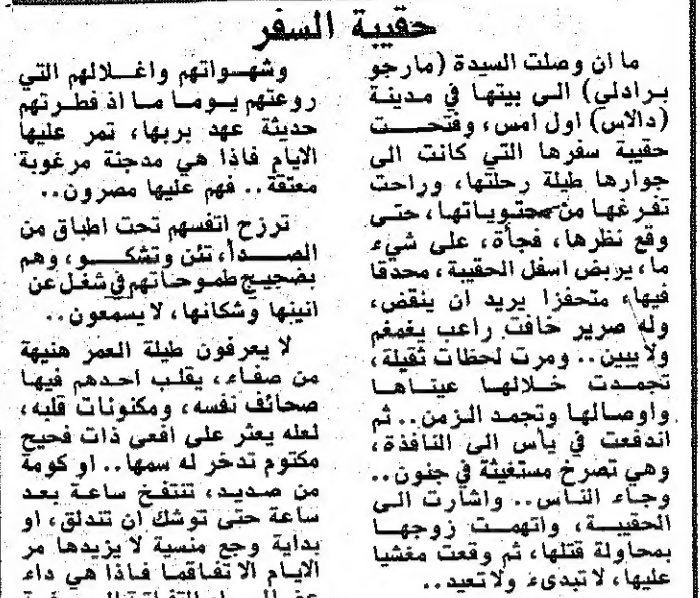 حقيبة السفر
ما ان وصلت السيدة (مارجو
برادلي) الى بيتها في مدينة
(دالاس) اول امس، وفتحت
حقيبة سفرها التي كانت الى
جوارها طيلة رحلتها، وراحت
تفرغها من محتوياتها، حتى
وقع نظرها، فجأة، على شيء
ما، يربض اسفل الحقيبة، محدقا
فيها، متحفزا يريد ان ينقض،
وله صرير خافت راعب يغمغم
ولا يبين.. ومرت لحظات ثقيلة،
تجمدت خلالها عيناها
واوصالها وتجمد الزمن.. ثم
اندفعت في يأس الى النافذة،
وهي تصرخ مستغيثة في جنون..
وجاء الناس.. واشارت الى
الحقيبة، واتهمت زوجها
بمحاولة قتلها، ثم وقعت مغشيا
عليها، لا تبدىء ولا تعيد..
وشهواتهم واغلالهم التي
روعتهم يوما ما اذ فطرتهم
حديثة عهد بربها، تمر عليها
الايام فاذا هي مدجنة مرغوبة
معتقة.. فهم عليها مصرون..
ترزح انفسهم تحت اطباق من
الصدأ، تئن وتشكو، وهم
بضجيج طموحاتهم في شغل عن
انينها وشكاتها، لا يسمعون..
لا يعرفون طيلة العمر هنيهة
من صفاء، يقلب احدهم فيها
صحائف نفسه، ومكنونات قلبه،
لعله يعثر على افعى ذات فحيح
مكتوم تدخر له سمها.. او كومة
من صديد، تنتفخ ساعة بعد
ساعة حتى توشك ان تندلق، او
بداية وجع منسية لا يزيدها مر
الايام الا تفاقما فاذا هي داء